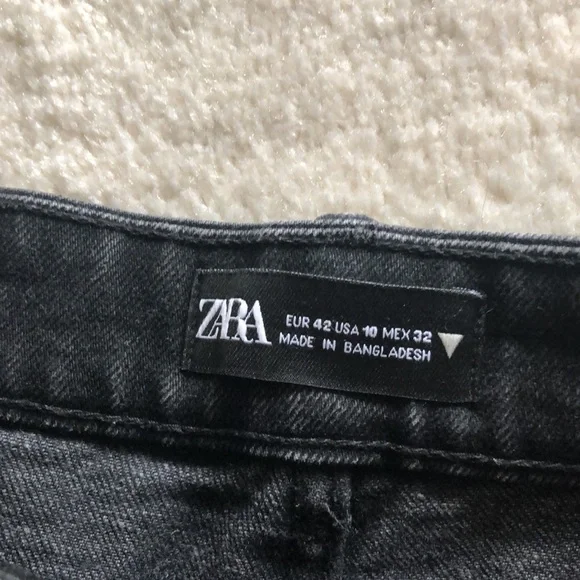 ZARA
EUR 42 USA 10 MEX 32
MADE IN BANGLADESH